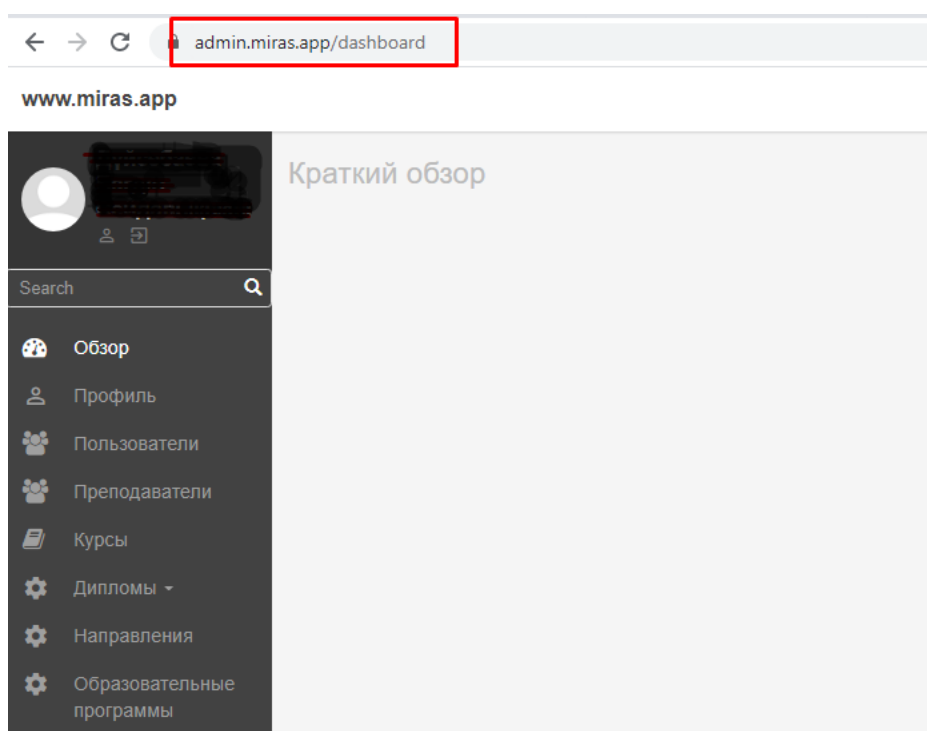 admin.miras.app/dashboard
www.miras.app
Краткий обзор
Search
Обзор
Профиль
Пользователи
Преподаватели
Курсы
Дипломы
Направления
Образовательные
программы